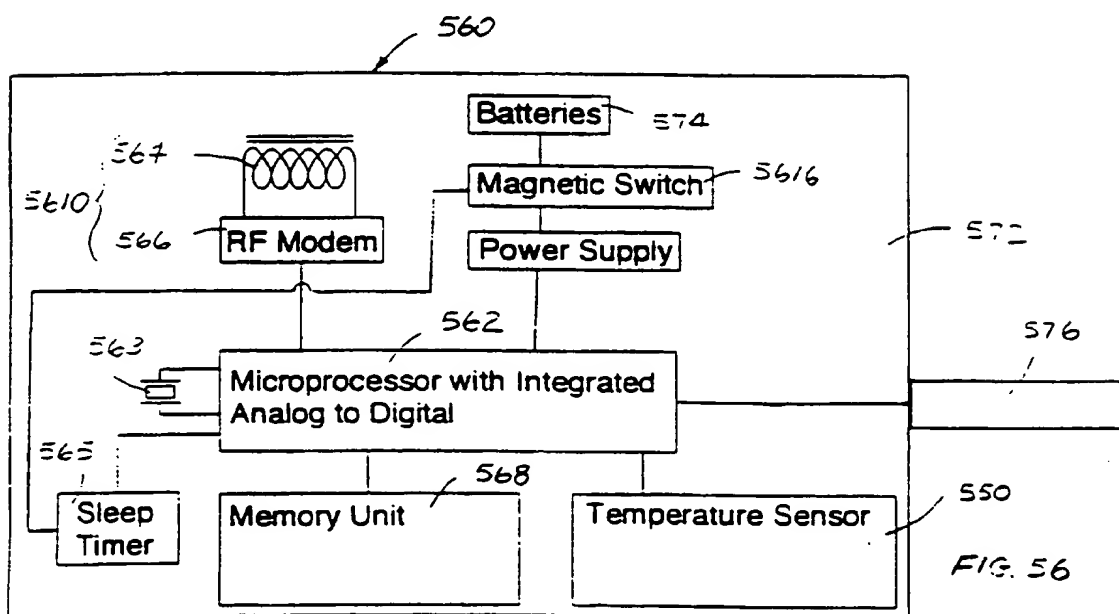 560
Batteries
574
567
Magnetic Switch
5616
5610
566
RF Modem
Power Supply
562
576
563
Microprocessor with Integrated
Analog to Digital
565
568
550
Sleep
Timer
Memory Unit
Temperature Sensor
FIG. 56